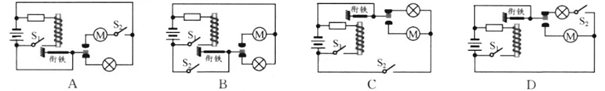 S₁ 衔铁 M S₂
A
S₁ S₂ 衔铁 M
B
衔铁 M S₁ S₂
C
衔铁 S₂ M S₁
D